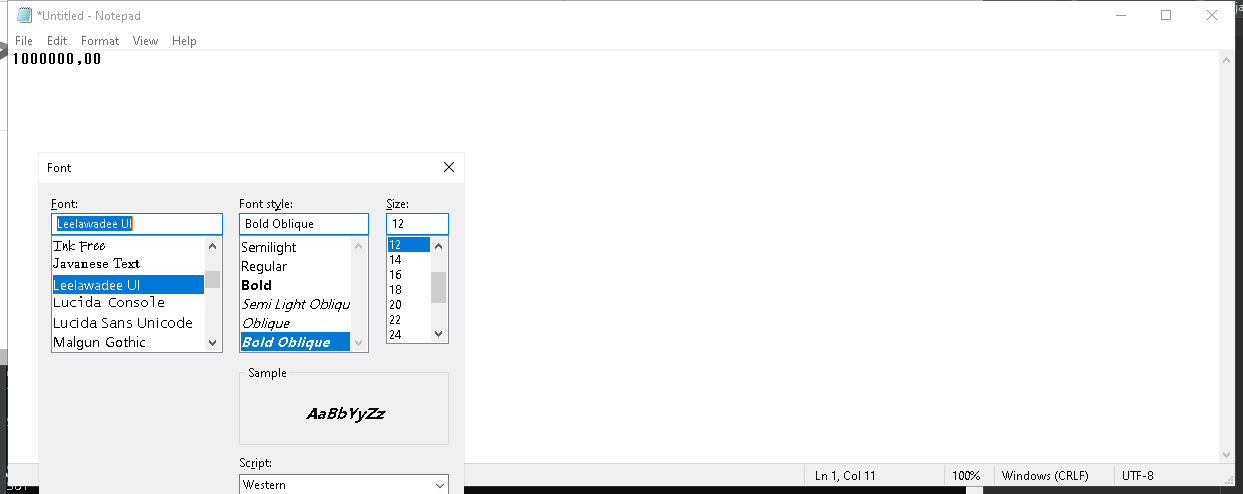 *Untitled - Notepad
File Edit Format View Help
1000000,00
Font
Font: Font style: Size:
Leelawadee UI Bold Oblique 12
Ink Free Semilight 12
Javanese Text Regular 14
Leelawadee UI Bold 16
Lucida Console Semi Light Obliqu 18
Lucida Sans Unicode Oblique 20
Malgun Gothic Bold Oblique 22
24
Sample
AaBbYyZz
Script:
Western
Ln 1, Col 11 100% Windows (CRLF) UTF-8